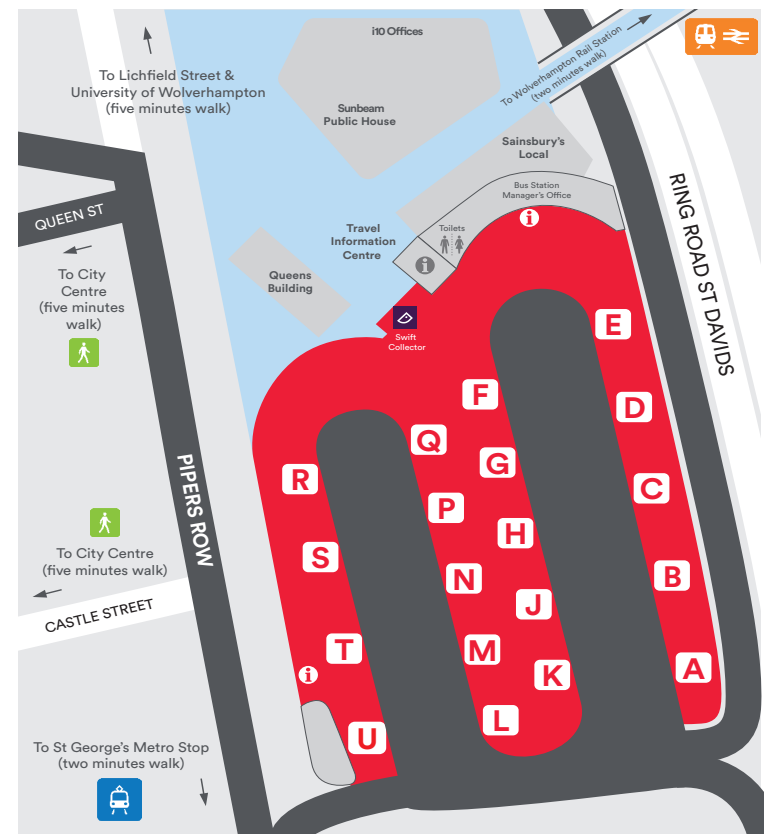 i10 Offices
To Wolverhampton Rail Station
(two minutes walk)
To Lichfield Street &
University of Wolverhampton
(five minutes walk)
Sunbeam
Public House
Sainsbury's
Local
RING ROAD ST DAVIDS
Bus Station
Manager's Office
QUEEN ST
Travel
Information
Centre
Toilets
i
i
To City
Centre
(five minutes
walk)
Queens
Building
Swift
Collector
E
F
D
Q
G
R
C
P
PIPERS ROW
H
S
To City Centre
(five minutes walk)
N
B
J
CASTLE STREET
T
M
i
K
A
L
U
To St George's Metro Stop
(two minutes walk)